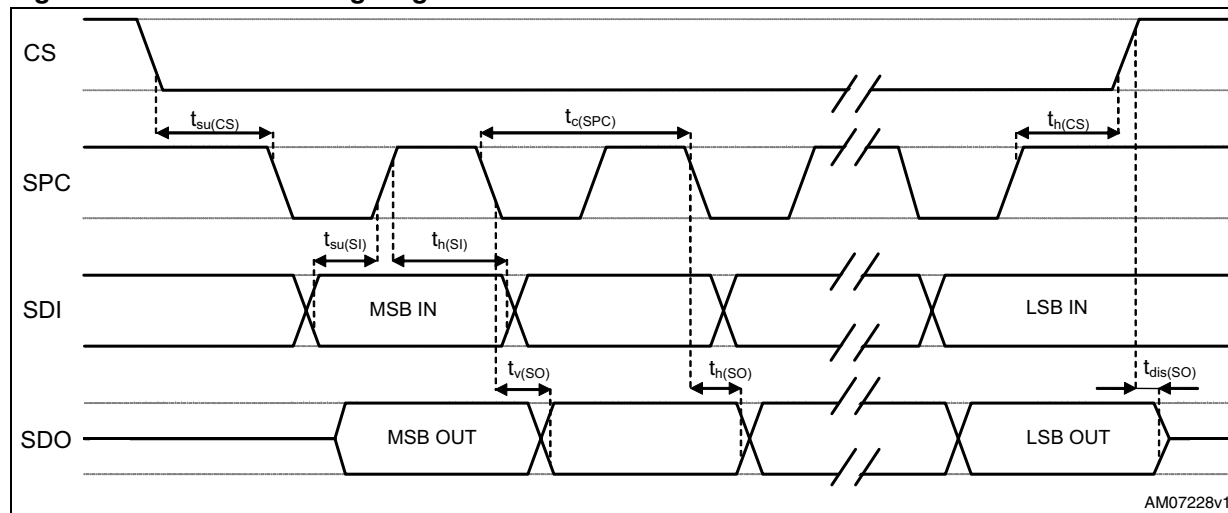 CS
t_su(CS)
t_c(SPC)
t_h(CS)
SPC
t_su(SI)
t_h(SI)
SDI
MSB IN
LSB IN
t_v(SO)
t_h(SO)
t_dis(SO)
SDO
MSB OUT
LSB OUT
AM07228v1